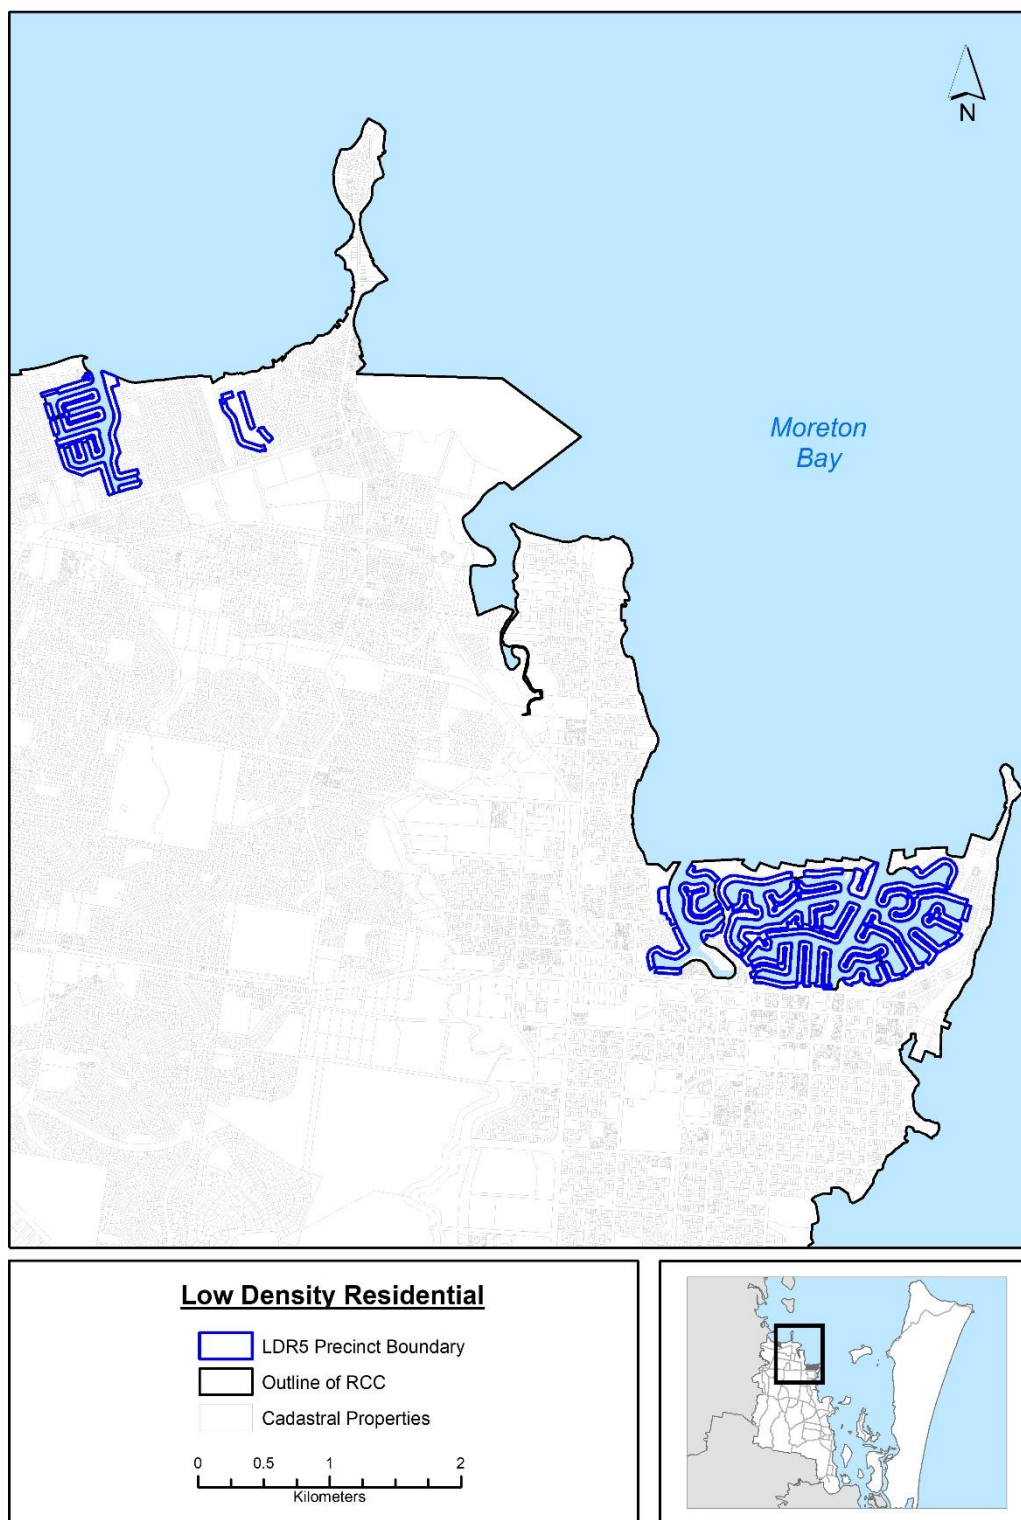 N
Moreton
Bay
Low Density Residential
LDR5 Precinct Boundary
Outline of RCC
Cadastral Properties
0 0.5 1 2
Kilometers